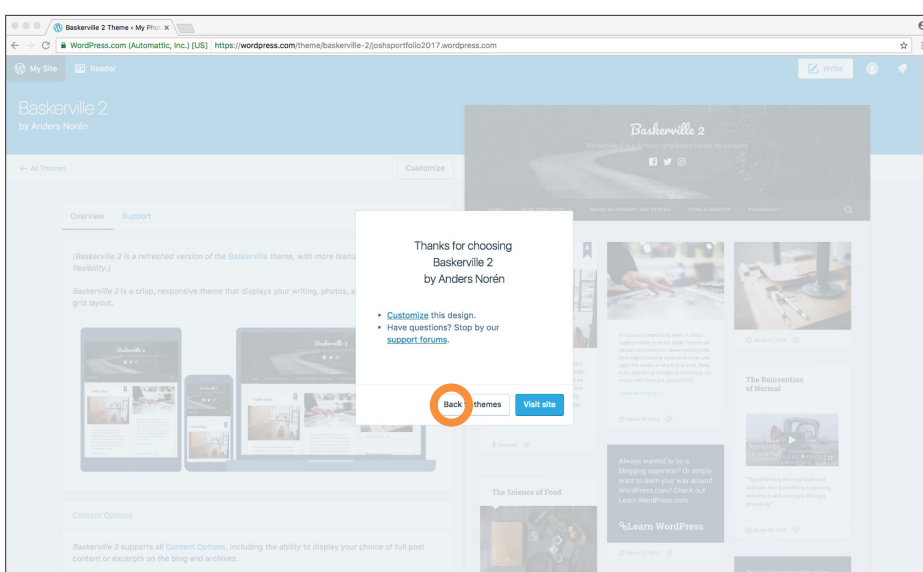 Baskerville 2 Theme ‹ My Phot
WordPress.com (Automattic, Inc.) [US] https://wordpress.com/theme/baskerville-2/joshsportfolio2017.wordpress.com
My Site Reader Write
Baskerville 2
by Anders Norén
← All Themes Customize
Overview Support
(Baskerville 2 is a refreshed version of the Baskerville theme, with more
flexibility.)
Baskerville 2 is a crisp, responsive theme that displays your writing, photos,
grid layout.
Content Options
Baskerville 2 supports all Content Options, including the ability to display your choice of full post
content or excerpts on the blog and archives.
Thanks for choosing
Baskerville 2
by Anders Norén
• Customize this design.
• Have questions? Stop by our
support forums.
Back themes Visit site
Baskerville 2
The Science of Food
Always wanted to be a
blogging superstar? Or simply
want to learn your way around
WordPress.com? Check out
Learn WordPress.com.
Learn WordPress
The Reinvention
of Normal